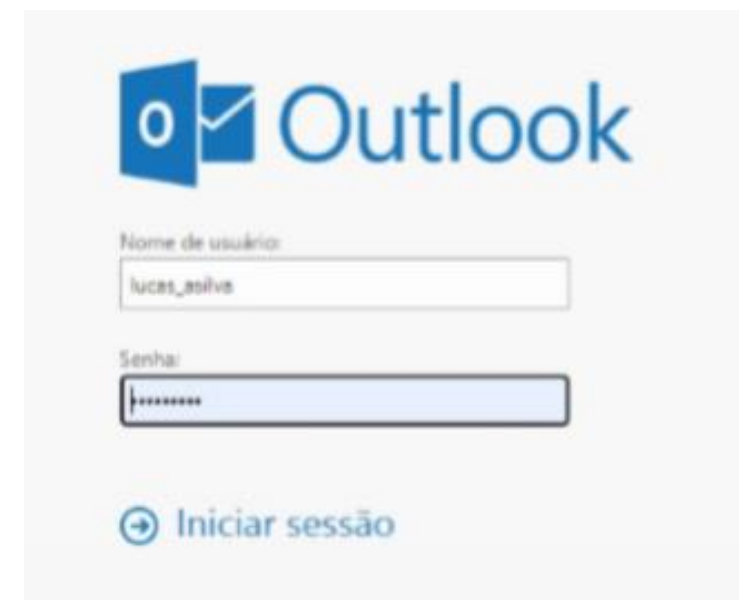 Outlook
Nome de usuário:
lucas_asilva
Senha:
•••••••••
Iniciar sessão